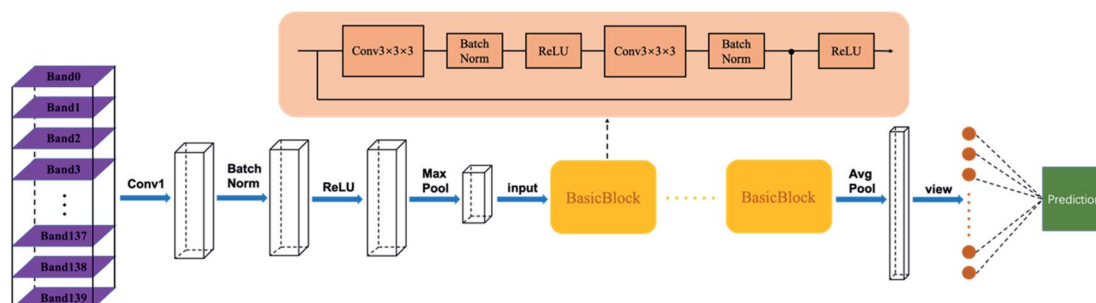 Conv3×3×3
Batch
Norm
ReLU
Conv3×3×3
Batch
Norm
ReLU
Band0
Band1
Band2
Band3
Band137
Band138
Band139
Conv1
Batch
Norm
ReLU
Max
Pool
input
BasicBlock
BasicBlock
Avg
Pool
view
Prediction